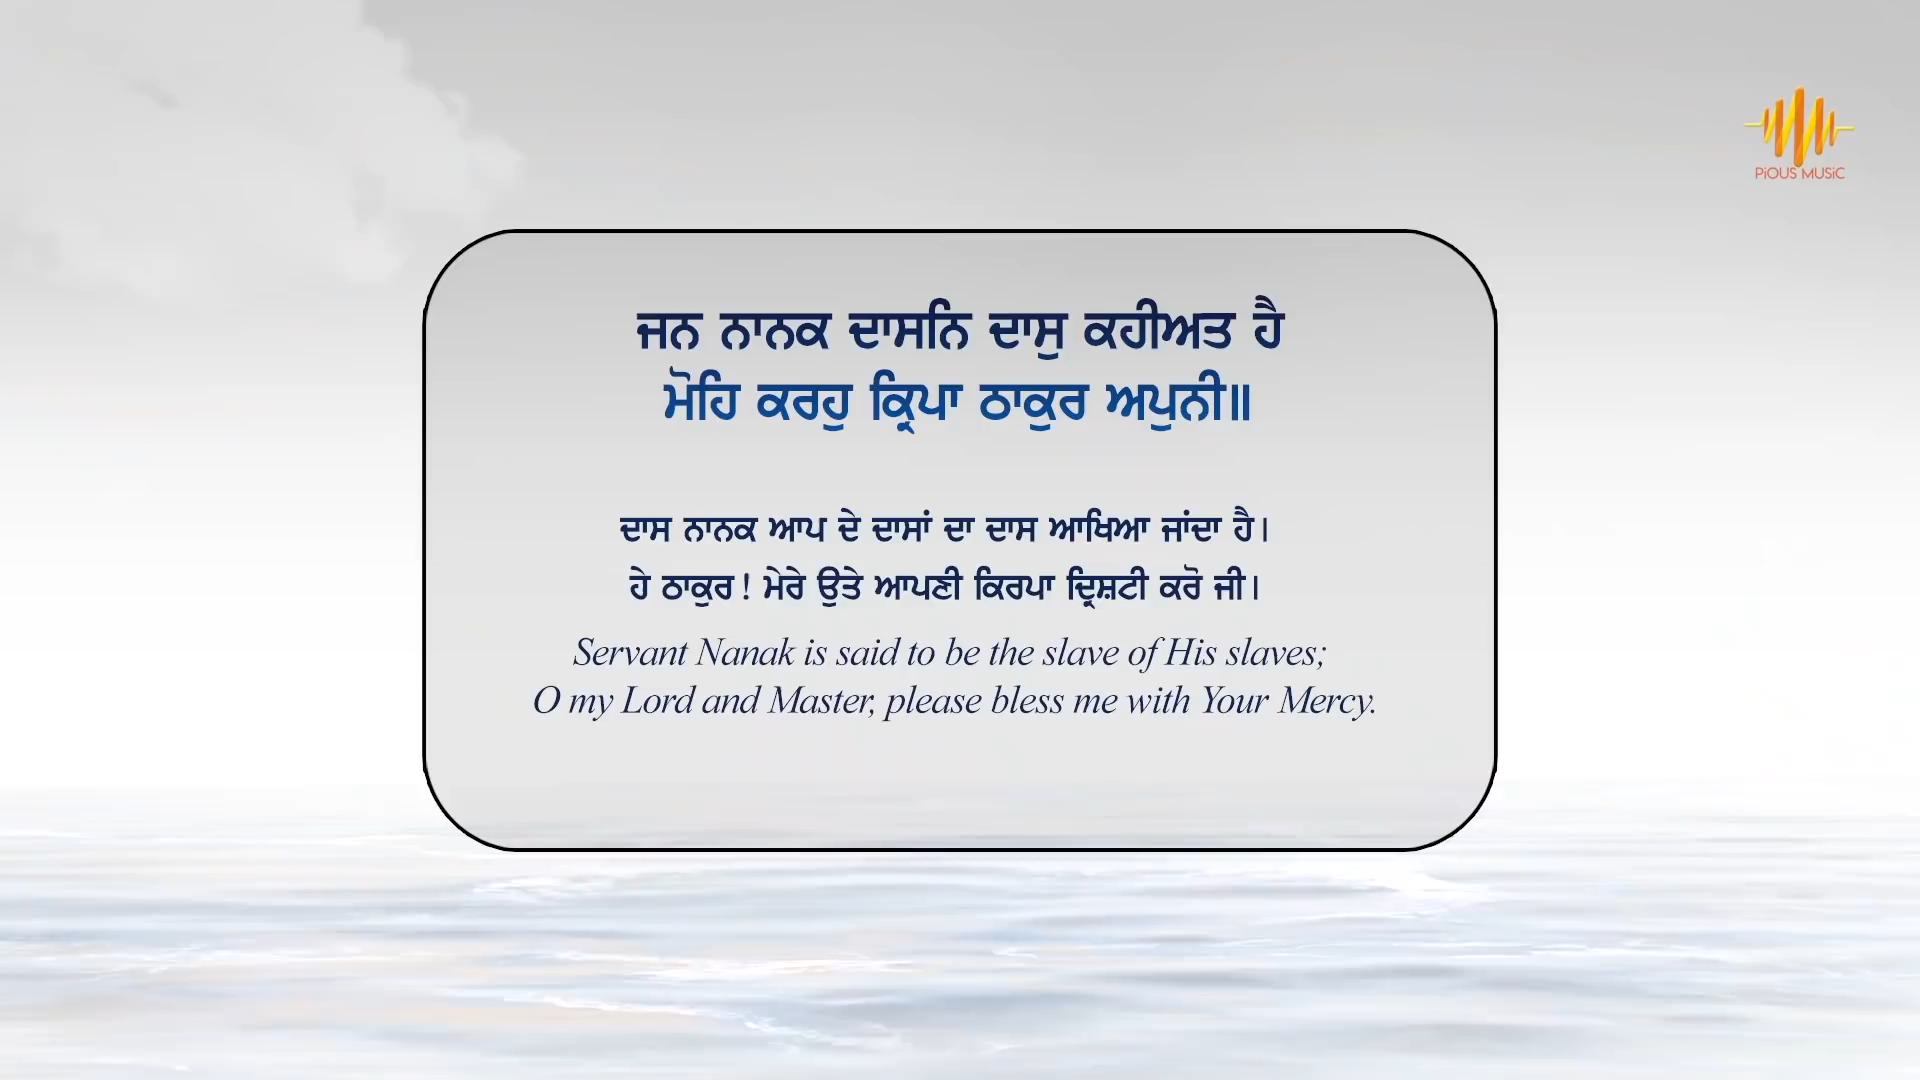 PiOUS MUSiC
ਜਨ ਨਾਨਕ ਦਾਸਨਿ ਦਾਸੁ ਕਹੀਅਤ ਹੈ
ਮੋਹਿ ਕਰਹੁ ਕ੍ਰਿਪਾ ਠਾਕੁਰ ਅਪੁਨੀ॥
ਦਾਸ ਨਾਨਕ ਆਪ ਦੇ ਦਾਸਾਂ ਦਾ ਦਾਸ ਆਖਿਆ ਜਾਂਦਾ ਹੈ।
ਹੇ ਠਾਕੁਰ! ਮੇਰੇ ਉਤੇ ਆਪਣੀ ਕਿਰਪਾ ਦ੍ਰਿਸ਼ਟੀ ਕਰੋ ਜੀ।
Servant Nanak is said to be the slave of His slaves;
O my Lord and Master, please bless me with Your Mercy.